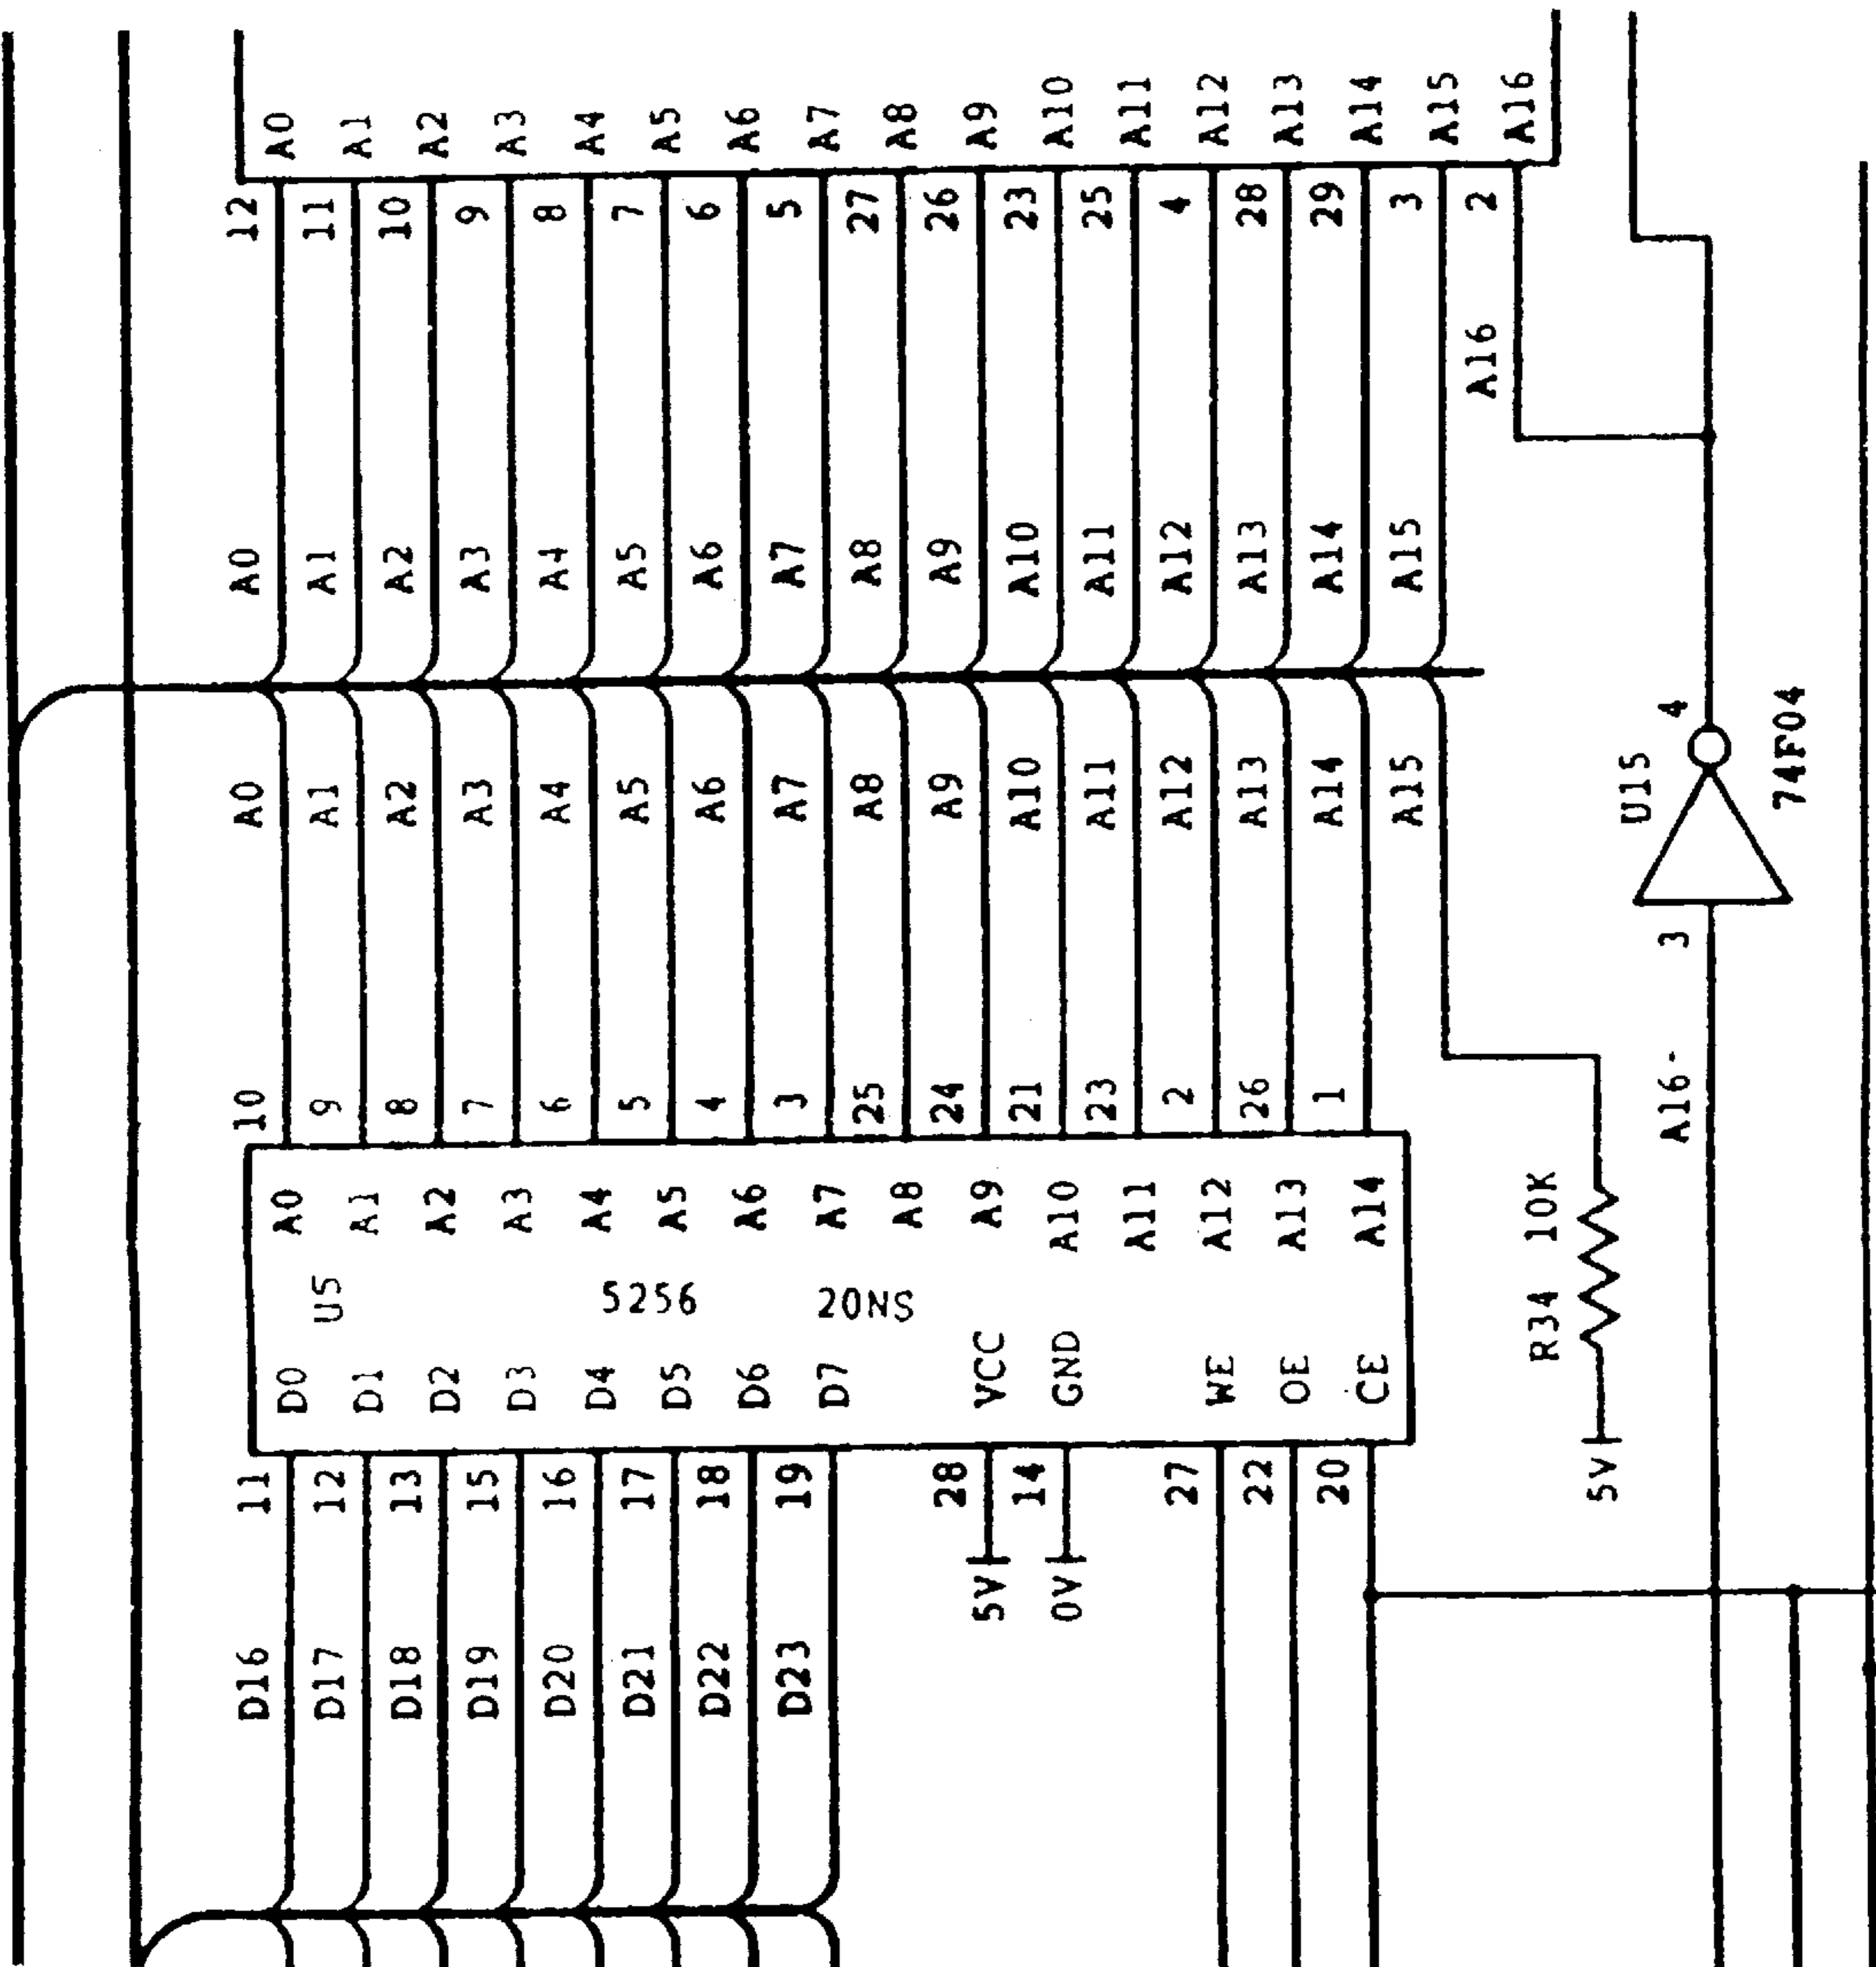 A0 A1 A2 A3 A4 A5 A6 A7 A8 A9 A10 A11 A12 A13 A14 A15 A16
12 11 10 9 8 7 6 5 27 26 23 25 4 28 29 3 2
A16
A0 A1 A2 A3 A4 A5 A6 A7 A8 A9 A10 A11 A12 A13 A14 A15
A0 A1 A2 A3 A4 A5 A6 A7 A8 A9 A10 A11 A12 A13 A14 A15
U15
4
74F04
3
A16-
10 9 8 7 6 5 4 3 25 24 21 23 2 26 1
A0 A1 A2 A3 A4 A5 A6 A7 A8 A9 A10 A11 A12 A13 A14
U5
5256
20NS
D0 D1 D2 D3 D4 D5 D6 D7 VCC GND WE OE CE
R34 10K
5V
11 12 13 15 16 17 18 19 28 14 27 22 20
5V
0V
D16 D17 D18 D19 D20 D21 D22 D23